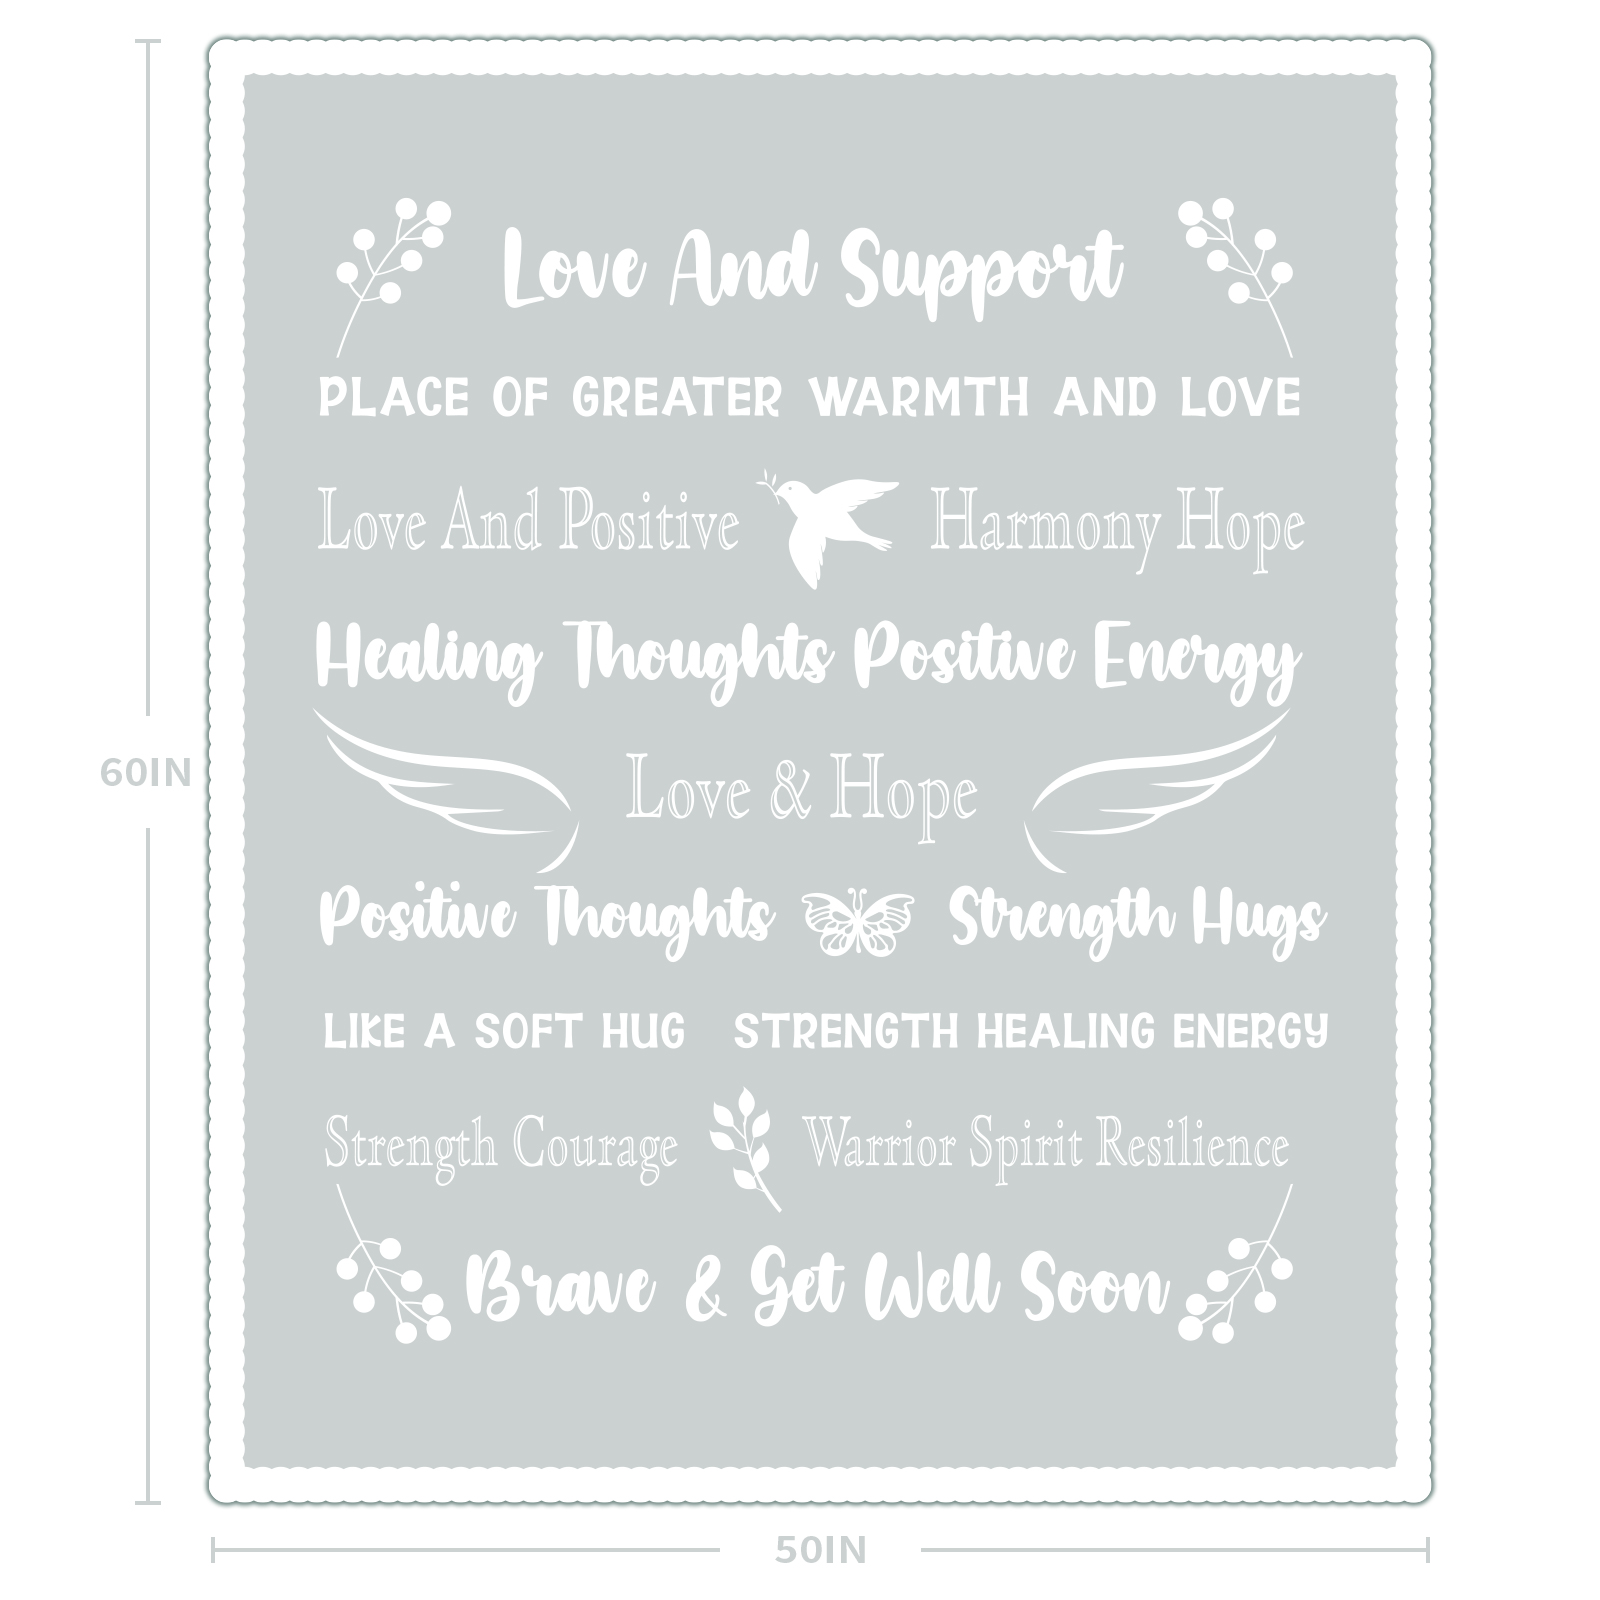 Love And Support
PLACE OF GREATER WARMTH AND LOVE
Love And Positive Harmony Hope
Healing Thoughts Positive Energy
60IN
Love & Hope
Positive Thoughts Strength Hugs
LIKE A SOFT HUG STRENGTH HEALING ENERGY
Strength Courage Warrior Spirit Resilience
Brave & Get Well Soon
50IN